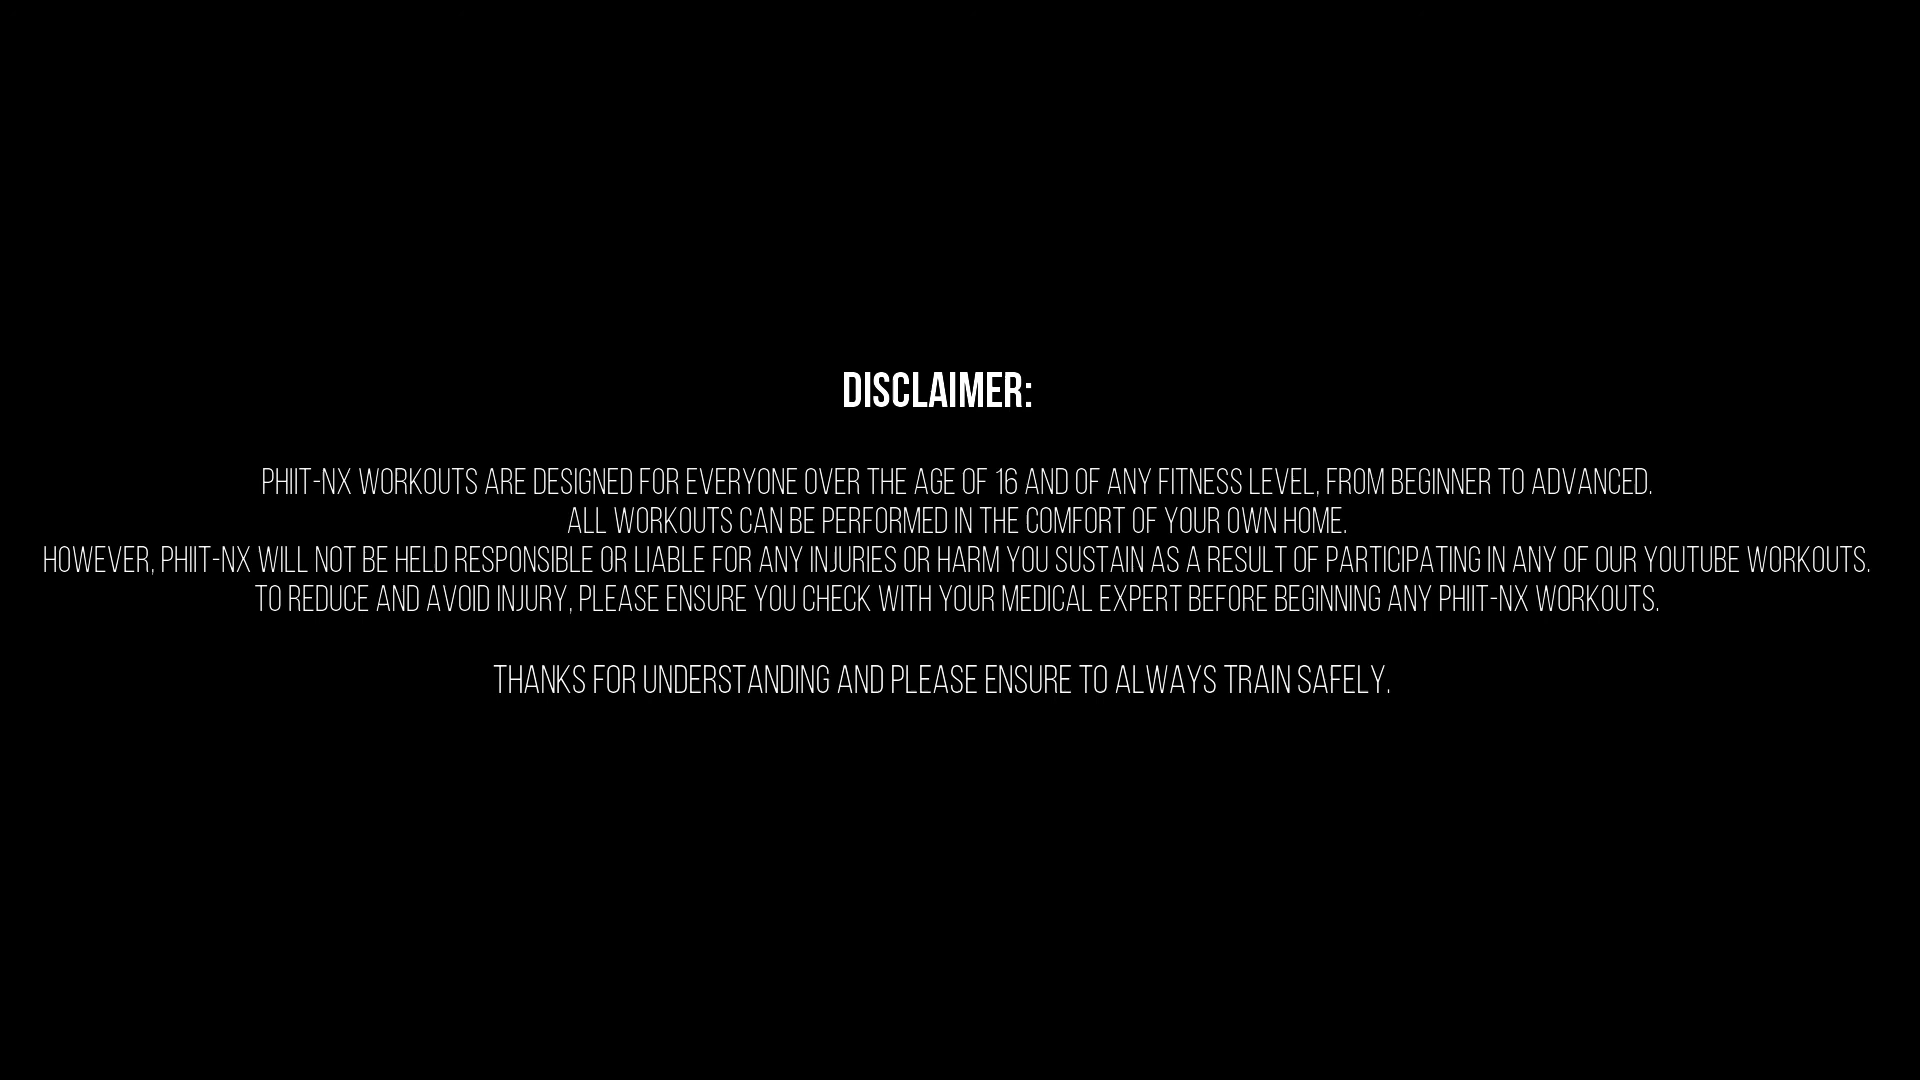 DISCLAIMER:
PHIIT-NX WORKOUTS ARE DESIGNED FOR EVERYONE OVER THE AGE OF 16 AND OF ANY FITNESS LEVEL, FROM BEGINNER TO ADVANCED.
ALL WORKOUTS CAN BE PERFORMED IN THE COMFORT OF YOUR OWN HOME.
HOWEVER, PHIIT-NX WILL NOT BE HELD RESPONSIBLE OR LIABLE FOR ANY INJURIES OR HARM YOU SUSTAIN AS A RESULT OF PARTICIPATING IN ANY OF OUR YOUTUBE WORKOUTS.
TO REDUCE AND AVOID INJURY, PLEASE ENSURE YOU CHECK WITH YOUR MEDICAL EXPERT BEFORE BEGINNING ANY PHIIT-NX WORKOUTS.
THANKS FOR UNDERSTANDING AND PLEASE ENSURE TO ALWAYS TRAIN SAFELY.